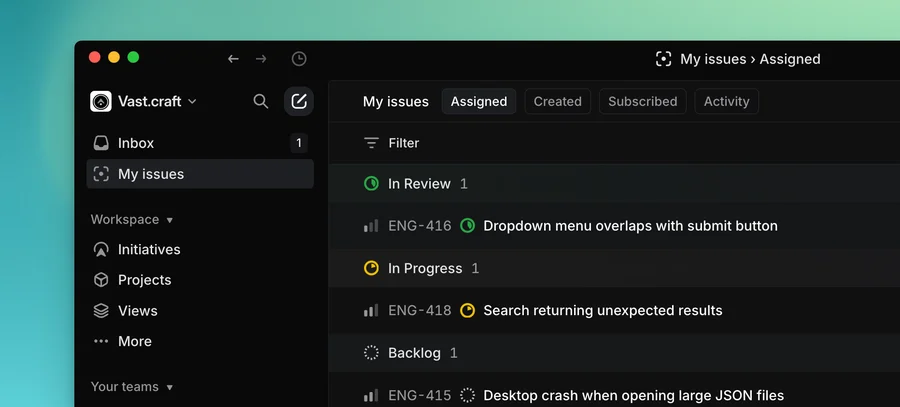 My issues › Assigned
Vast.craft
Inbox 1
My issues
Workspace
Initiatives
Projects
Views
More
Your teams
My issues Assigned Created Subscribed Activity
Filter
In Review 1
ENG-416 Dropdown menu overlaps with submit button
In Progress 1
ENG-418 Search returning unexpected results
Backlog 1
ENG-415 Desktop crash when opening large JSON files